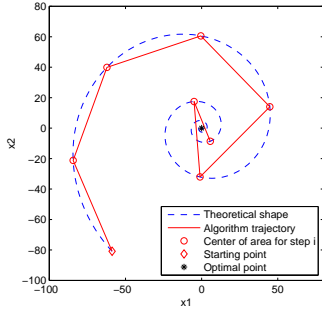 80
60
40
20
0
−20
−40
−60
−80
−100
x2
−100
−50
0
50
x1
Theoretical shape
Algorithm trajectory
Center of area for step i
Starting point
Optimal point